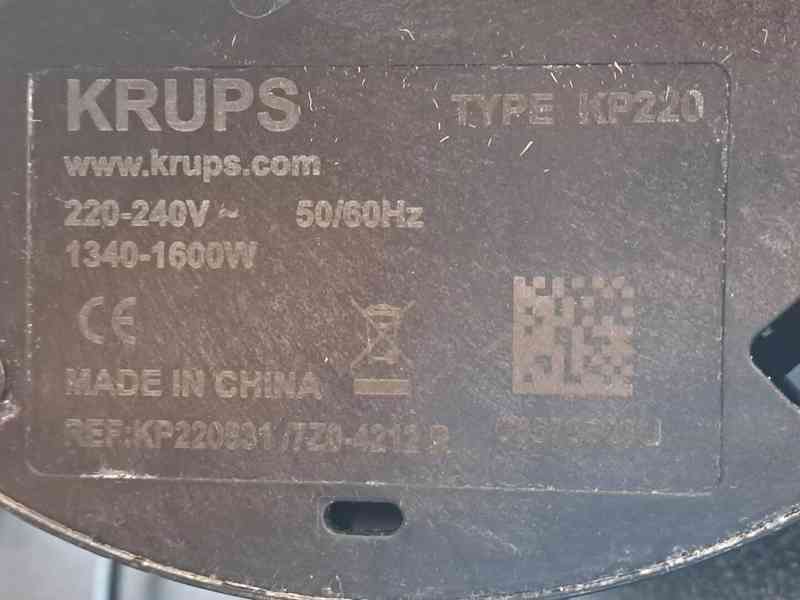 KRUPS
TYPE KP220
www.krups.com
220-240V ~ 50/60Hz
1340-1600W
CE
MADE IN CHINA
REF:KP220831 /7Z0-4212 R